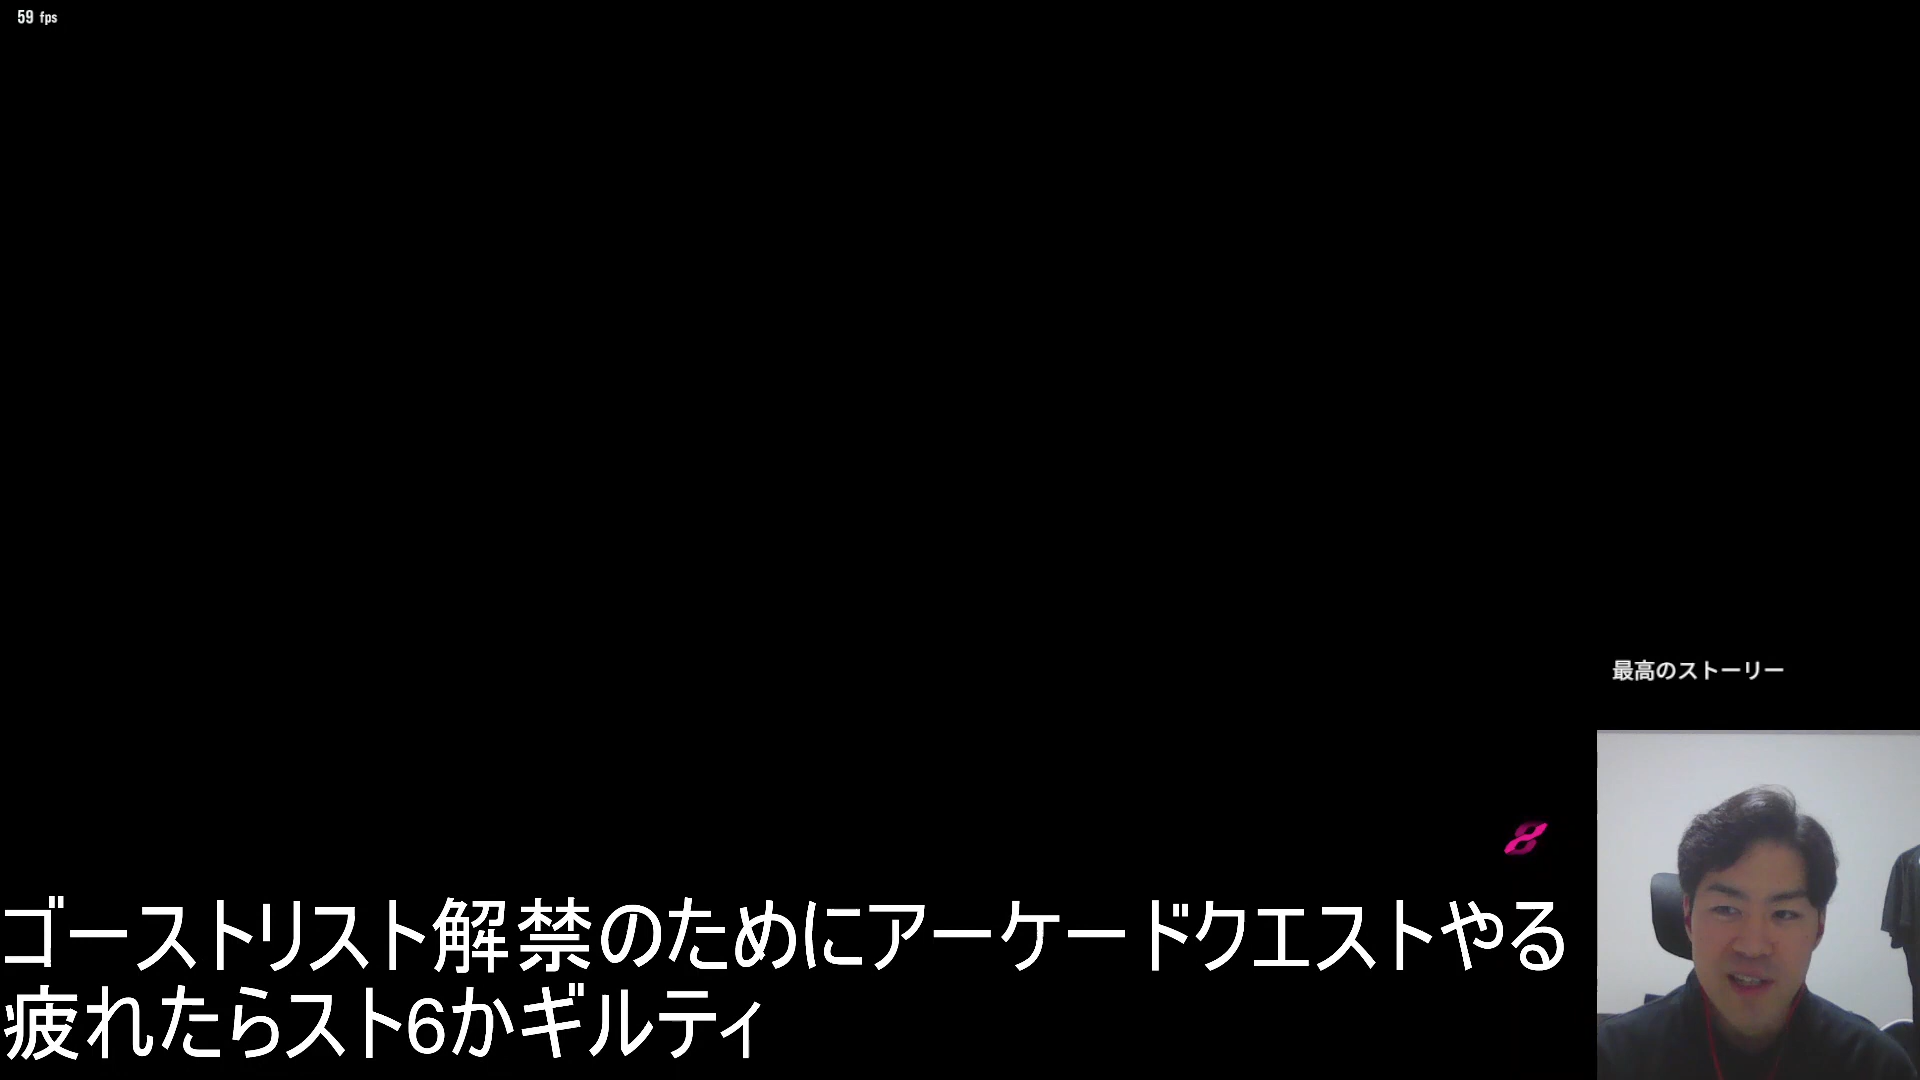 59 fps
最高のストーリー
8
ゴーストリスト解禁のためにアーケードクエストやる
疲れたらスト6かギルティ